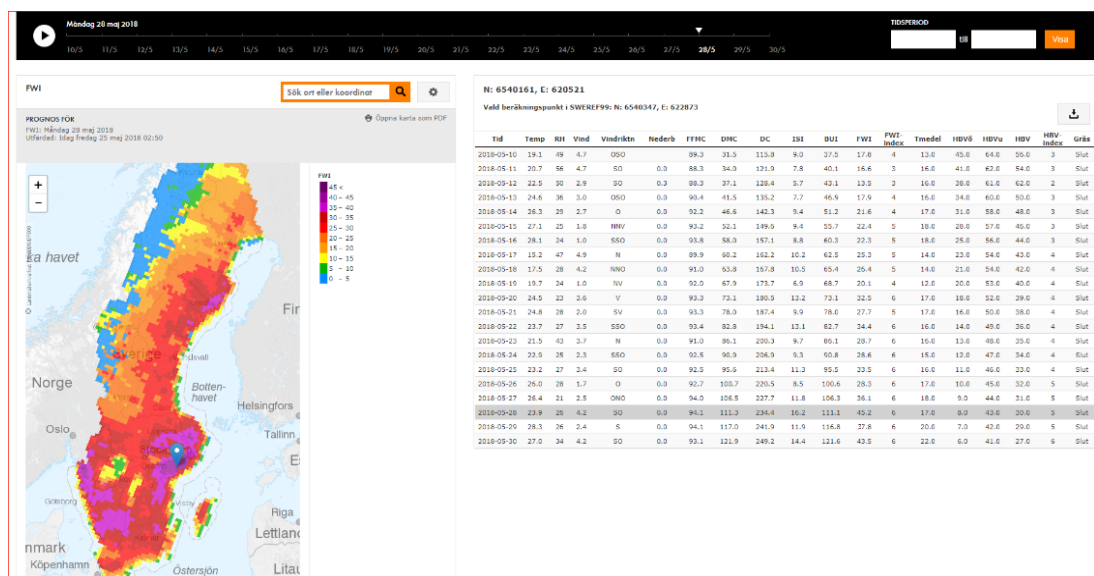 Måndag 28 maj 2018
10/5 11/5 12/5 13/5 14/5 15/5 16/5 17/5 18/5 19/5 20/5 21/5 22/5 23/5 24/5 25/5 26/5 27/5 28/5 29/5 30/5
TIDSPERIOD
till
Visa
FWI
Sök ort eller koordinat
PROGNOS FÖR
FWI: Måndag 28 maj 2018
Utfärdad: Idag fredag 25 maj 2018 02:50
Öppna karta som PDF
+
−
FWI
45 <
40 - 45
35 - 40
30 - 35
25 - 30
20 - 25
15 - 20
10 - 15
5 - 10
0 - 5
ka havet
Fin
Sverige
Norge
Botten-
havet
Helsingfors
Oslo
Tallinn
Göteborg
Visby
Riga
Lettland
nmark
Köpenhamn
Östersjön
Litau
N: 6540161, E: 620521
Vald beräkningspunkt i SWEREF99: N: 6540347, E: 622873
Tid Temp RH Vind Vindriktn Nederb FFMC DMC DC ISI BUI FWI FWI-index Tmedel HBVö HBVu HBV HBV-index Gräs
2018-05-10 19.1 49 4.7 OSO 89.3 31.5 115.8 9.0 37.5 17.8 4 13.0 45.0 64.0 56.0 3 Slut
2018-05-11 20.7 56 4.7 SO 0.0 88.3 34.0 121.9 7.8 40.1 16.6 3 16.0 41.0 62.0 54.0 3 Slut
2018-05-12 22.5 50 2.9 SO 0.3 88.3 37.1 128.4 5.7 43.1 13.5 3 16.0 38.0 61.0 62.0 2 Slut
2018-05-13 24.6 36 3.0 OSO 0.0 90.4 41.5 135.2 7.7 46.9 17.9 4 16.0 34.0 60.0 50.0 3 Slut
2018-05-14 26.3 29 2.7 O 0.0 92.2 46.6 142.3 9.4 51.2 21.6 4 17.0 31.0 58.0 48.0 3 Slut
2018-05-15 27.1 25 1.8 NNV 0.0 93.2 52.1 149.6 9.4 55.7 22.4 5 18.0 28.0 57.0 46.0 3 Slut
2018-05-16 28.1 24 1.0 SSO 0.0 93.8 58.0 157.1 8.8 60.3 22.3 5 18.0 25.0 56.0 44.0 3 Slut
2018-05-17 15.2 47 4.9 N 0.0 89.9 60.2 162.2 10.2 62.5 25.3 5 14.0 23.0 54.0 43.0 4 Slut
2018-05-18 17.5 28 4.2 NNO 0.0 91.0 63.8 167.8 10.5 65.4 26.4 5 14.0 21.0 54.0 42.0 4 Slut
2018-05-19 19.7 24 1.0 NV 0.0 92.0 67.9 173.7 6.9 68.7 20.1 4 12.0 20.0 53.0 40.0 4 Slut
2018-05-20 24.5 23 3.6 V 0.0 93.3 73.1 180.5 13.2 73.1 32.5 6 17.0 18.0 52.0 39.0 4 Slut
2018-05-21 24.8 28 2.0 SV 0.0 93.3 78.0 187.4 9.9 78.0 27.7 5 17.0 16.0 50.0 38.0 4 Slut
2018-05-22 23.7 27 3.5 SSO 0.0 93.4 82.8 194.1 13.1 82.7 34.4 6 16.0 14.0 49.0 36.0 4 Slut
2018-05-23 21.5 43 3.7 N 0.0 91.0 86.1 200.3 9.7 86.1 28.7 6 16.0 13.0 48.0 35.0 4 Slut
2018-05-24 22.9 25 2.3 SSO 0.0 92.5 90.9 206.9 9.3 90.8 28.6 6 15.0 12.0 47.0 34.0 4 Slut
2018-05-25 23.2 27 3.4 SO 0.0 92.5 95.6 213.4 11.3 95.5 33.5 6 16.0 11.0 46.0 33.0 4 Slut
2018-05-26 26.0 28 1.7 O 0.0 92.7 100.7 220.5 8.5 100.6 28.3 6 17.0 10.0 45.0 32.0 5 Slut
2018-05-27 26.4 21 2.5 ONO 0.0 94.0 106.5 227.7 11.8 106.3 36.1 6 18.0 9.0 44.0 31.0 5 Slut
2018-05-28 23.9 26 4.2 SO 0.0 94.1 111.3 234.4 16.2 111.1 45.2 6 17.0 8.0 43.0 30.0 5 Slut
2018-05-29 28.3 26 2.4 S 0.0 94.1 117.0 241.9 11.9 116.8 37.8 6 20.0 7.0 42.0 29.0 5 Slut
2018-05-30 27.0 34 4.2 SO 0.0 93.1 121.9 249.2 14.4 121.6 43.5 6 22.0 6.0 41.0 27.0 6 Slut